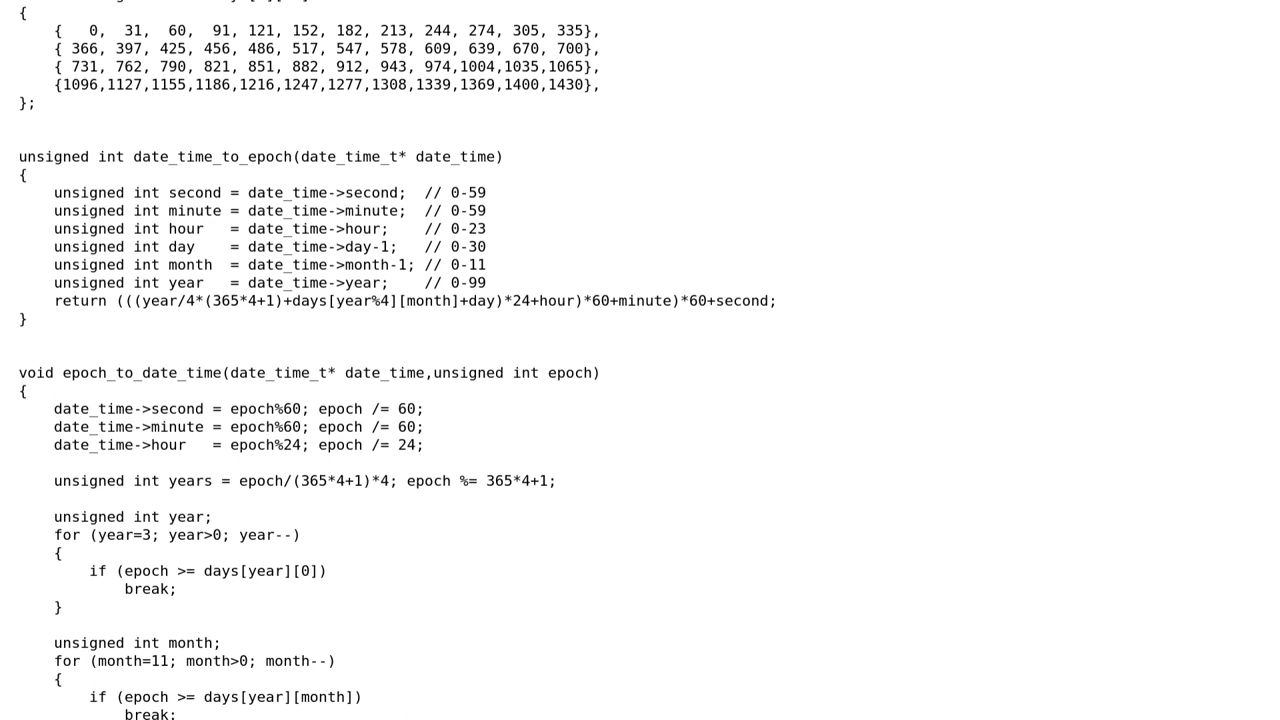 {
    {   0,  31,  60,  91, 121, 152, 182, 213, 244, 274, 305, 335},
    { 366, 397, 425, 456, 486, 517, 547, 578, 609, 639, 670, 700},
    { 731, 762, 790, 821, 851, 882, 912, 943, 974,1004,1035,1065},
    {1096,1127,1155,1186,1216,1247,1277,1308,1339,1369,1400,1430},
};
unsigned int date_time_to_epoch(date_time_t* date_time)
{
    unsigned int second = date_time->second;  // 0-59
    unsigned int minute = date_time->minute;  // 0-59
    unsigned int hour   = date_time->hour;    // 0-23
    unsigned int day    = date_time->day-1;   // 0-30
    unsigned int month  = date_time->month-1; // 0-11
    unsigned int year   = date_time->year;    // 0-99
    return (((year/4*(365*4+1)+days[year%4][month]+day)*24+hour)*60+minute)*60+second;
}
void epoch_to_date_time(date_time_t* date_time,unsigned int epoch)
{
    date_time->second = epoch%60; epoch /= 60;
    date_time->minute = epoch%60; epoch /= 60;
    date_time->hour   = epoch%24; epoch /= 24;
    unsigned int years = epoch/(365*4+1)*4; epoch %= 365*4+1;
    unsigned int year;
    for (year=3; year>0; year--)
    {
        if (epoch >= days[year][0])
            break;
    }
    unsigned int month;
    for (month=11; month>0; month--)
    {
        if (epoch >= days[year][month])
            break;